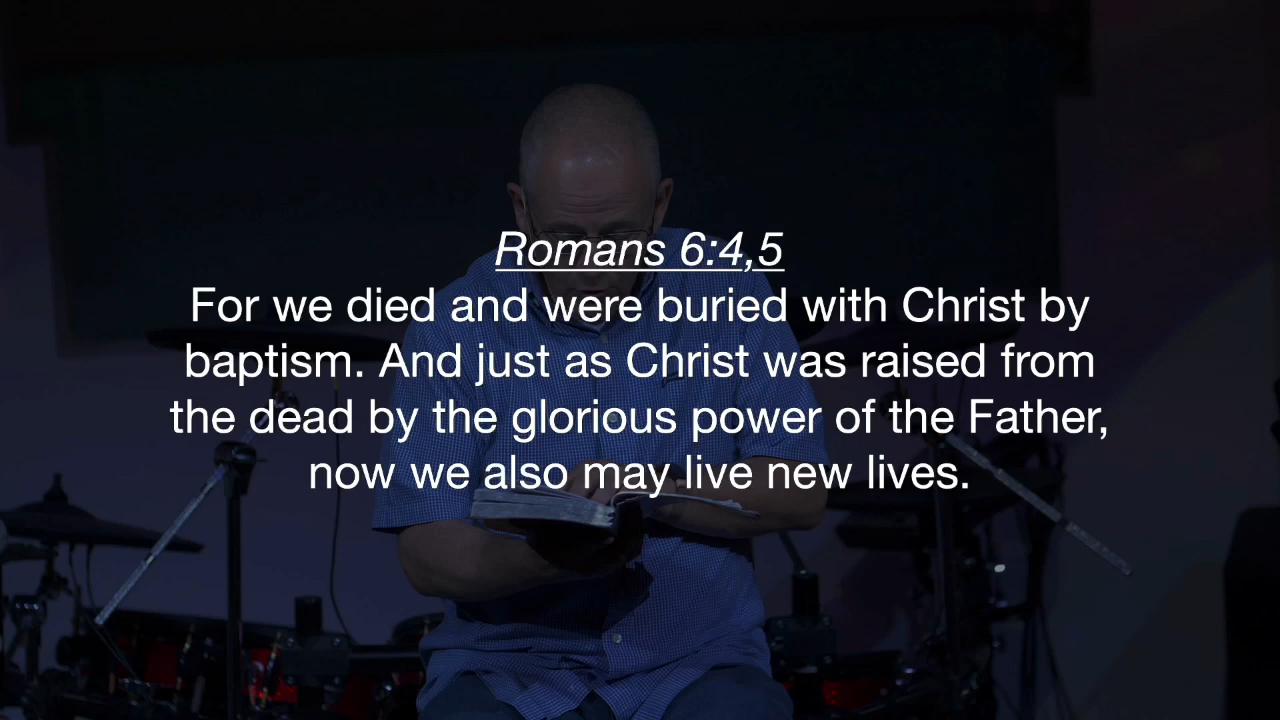 Romans 6:4,5
For we died and were buried with Christ by
baptism. And just as Christ was raised from
the dead by the glorious power of the Father,
now we also may live new lives.